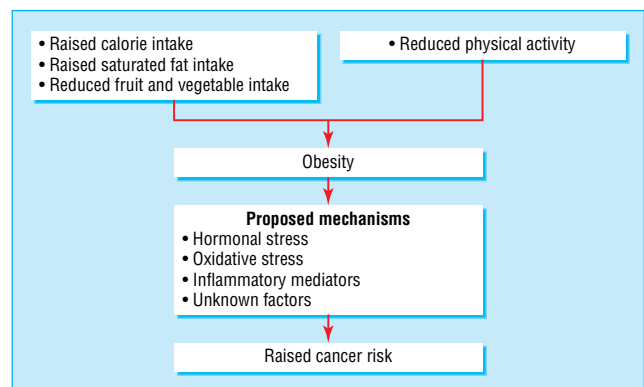 • Raised calorie intake
• Raised saturated fat intake
• Reduced fruit and vegetable intake
• Reduced physical activity
Obesity
Proposed mechanisms
• Hormonal stress
• Oxidative stress
• Inflammatory mediators
• Unknown factors
Raised cancer risk